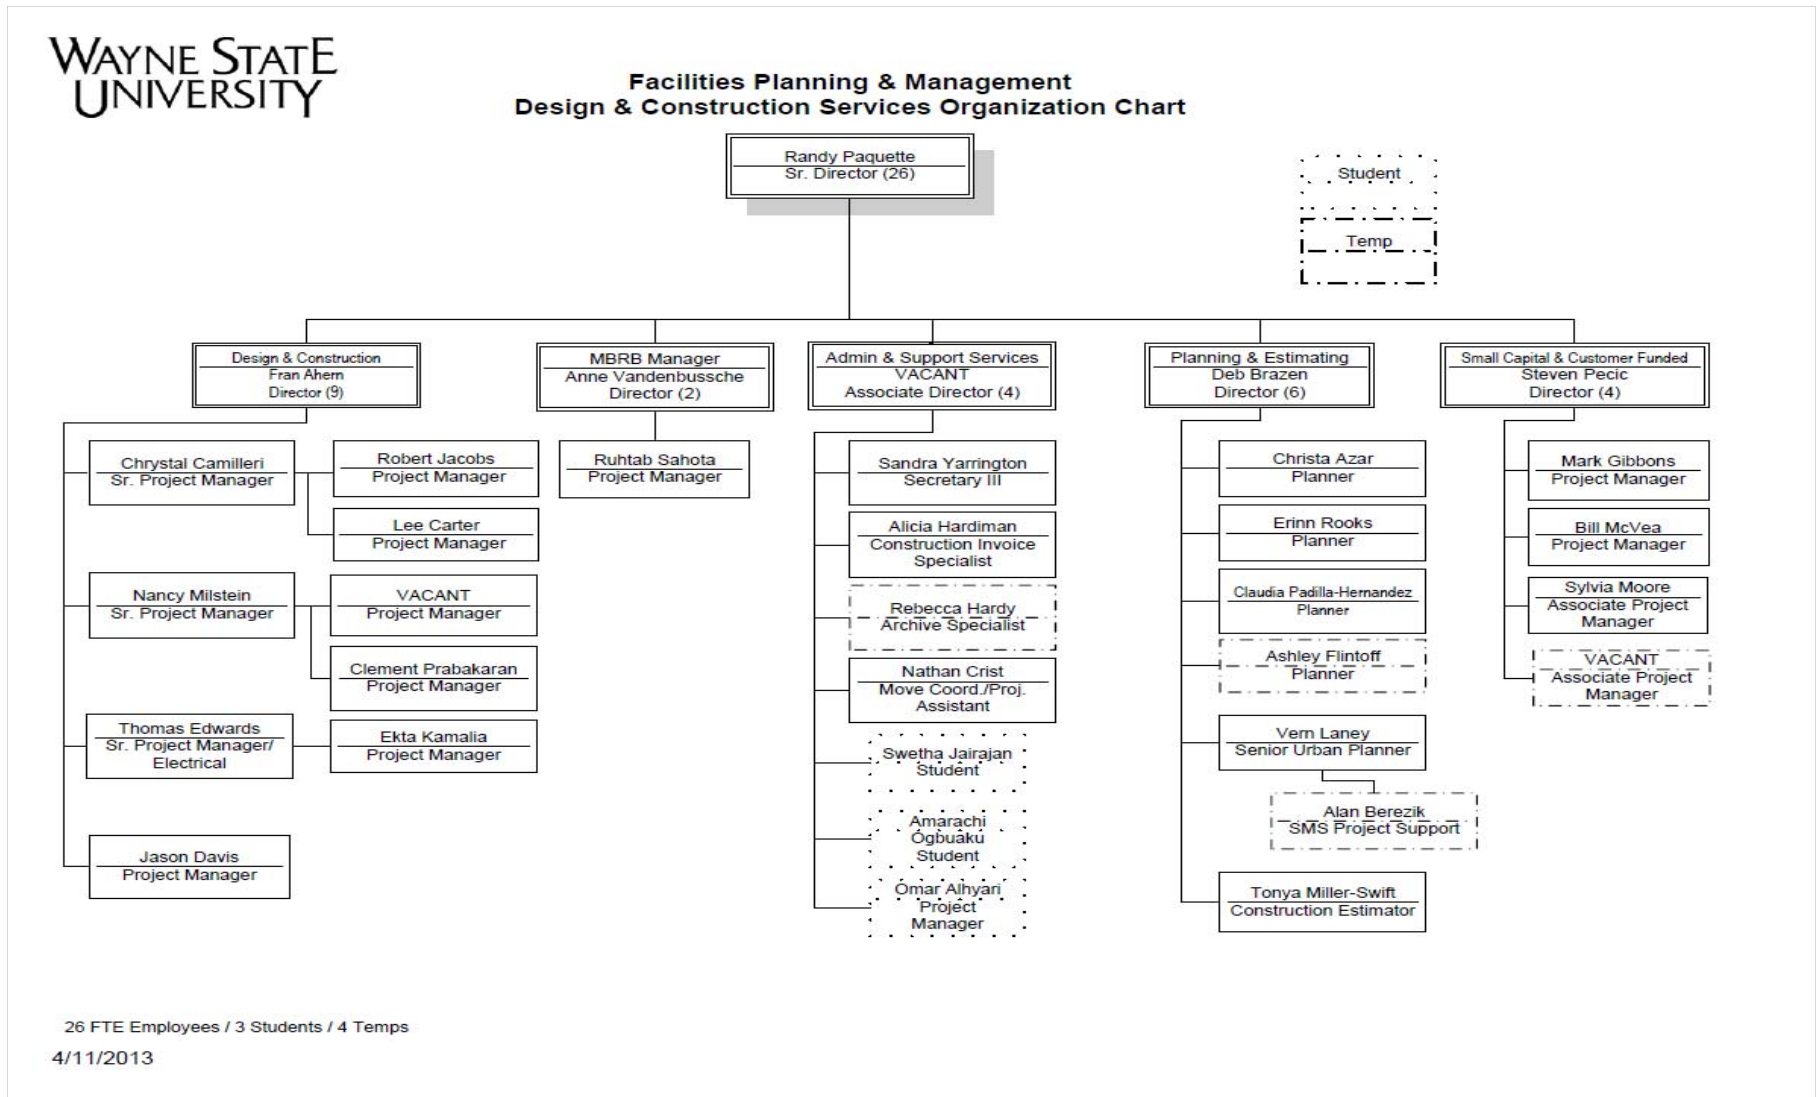 WAYNE STATE
UNIVERSITY
Facilities Planning & Management
Design & Construction Services Organization Chart
Randy Paquette
Sr. Director (26)
Student
Temp
Design & Construction
Fran Ahern
Director (9)
MBRB Manager
Anne Vandenbussche
Director (2)
Admin & Support Services
VACANT
Associate Director (4)
Planning & Estimating
Deb Brazen
Director (6)
Small Capital & Customer Funded
Steven Pecic
Director (4)
Chrystal Camilleri
Sr. Project Manager
Robert Jacobs
Project Manager
Lee Carter
Project Manager
Nancy Milstein
Sr. Project Manager
VACANT
Project Manager
Clement Prabakaran
Project Manager
Thomas Edwards
Sr. Project Manager/
Electrical
Ekta Kamalia
Project Manager
Jason Davis
Project Manager
Ruhtab Sahota
Project Manager
Sandra Yarrington
Secretary III
Alicia Hardiman
Construction Invoice
Specialist
Rebecca Hardy
Archive Specialist
Nathan Crist
Move Coord./Proj.
Assistant
Swetha Jairajan
Student
Amarachi
Ogbuaku
Student
Omar Alhyari
Project
Manager
Christa Azar
Planner
Erinn Rooks
Planner
Claudia Padilla-Hernandez
Planner
Ashley Flintoff
Planner
Vern Laney
Senior Urban Planner
Alan Berezik
SMS Project Support
Tonya Miller-Swift
Construction Estimator
Mark Gibbons
Project Manager
Bill McVea
Project Manager
Sylvia Moore
Associate Project
Manager
VACANT
Associate Project
Manager
26 FTE Employees / 3 Students / 4 Temps
4/11/2013